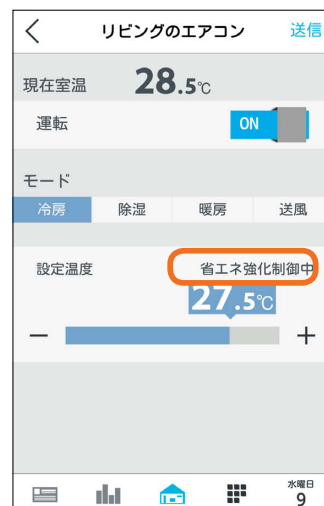 リビングのエアコン 送信
現在室温 28.5℃
運転 ON
モード
冷房 除湿 暖房 送風
設定温度 省エネ強化制御中
27.5℃
− +
水曜日
9